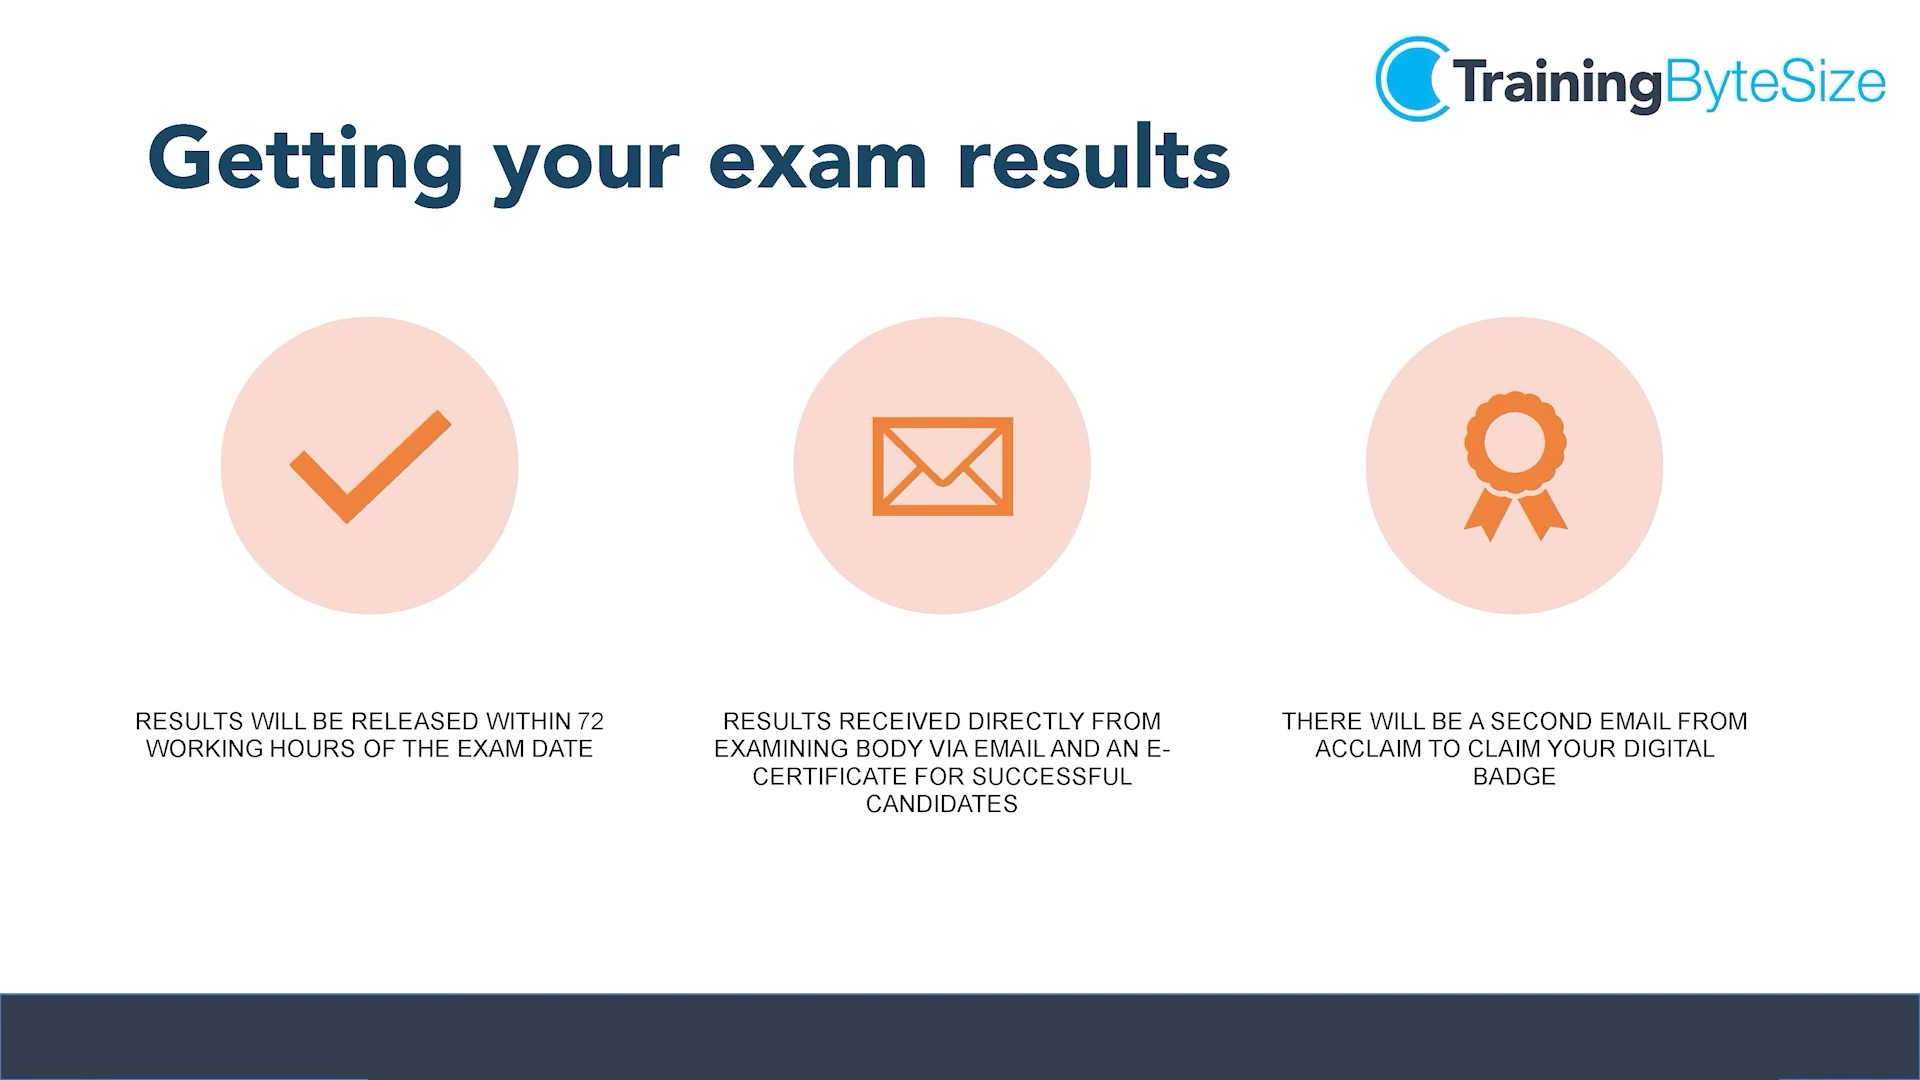 TrainingByteSize
Getting your exam results
RESULTS WILL BE RELEASED WITHIN 72
WORKING HOURS OF THE EXAM DATE
RESULTS RECEIVED DIRECTLY FROM
EXAMINING BODY VIA EMAIL AND AN E-
CERTIFICATE FOR SUCCESSFUL
CANDIDATES
THERE WILL BE A SECOND EMAIL FROM
ACCLAIM TO CLAIM YOUR DIGITAL
BADGE